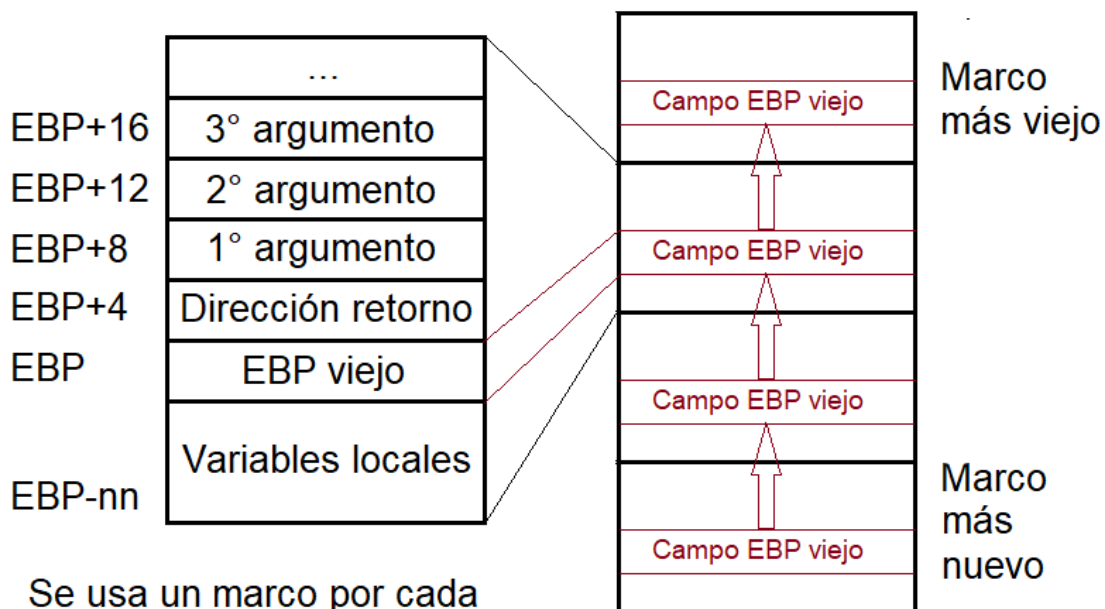 ...
EBP+16 3° argumento
EBP+12 2° argumento
EBP+8 1° argumento
EBP+4 Dirección retorno
EBP EBP viejo
Variables locales
EBP-nn
Se usa un marco por cada
Campo EBP viejo
Campo EBP viejo
Campo EBP viejo
Campo EBP viejo
Marco
más viejo
Marco
más
nuevo